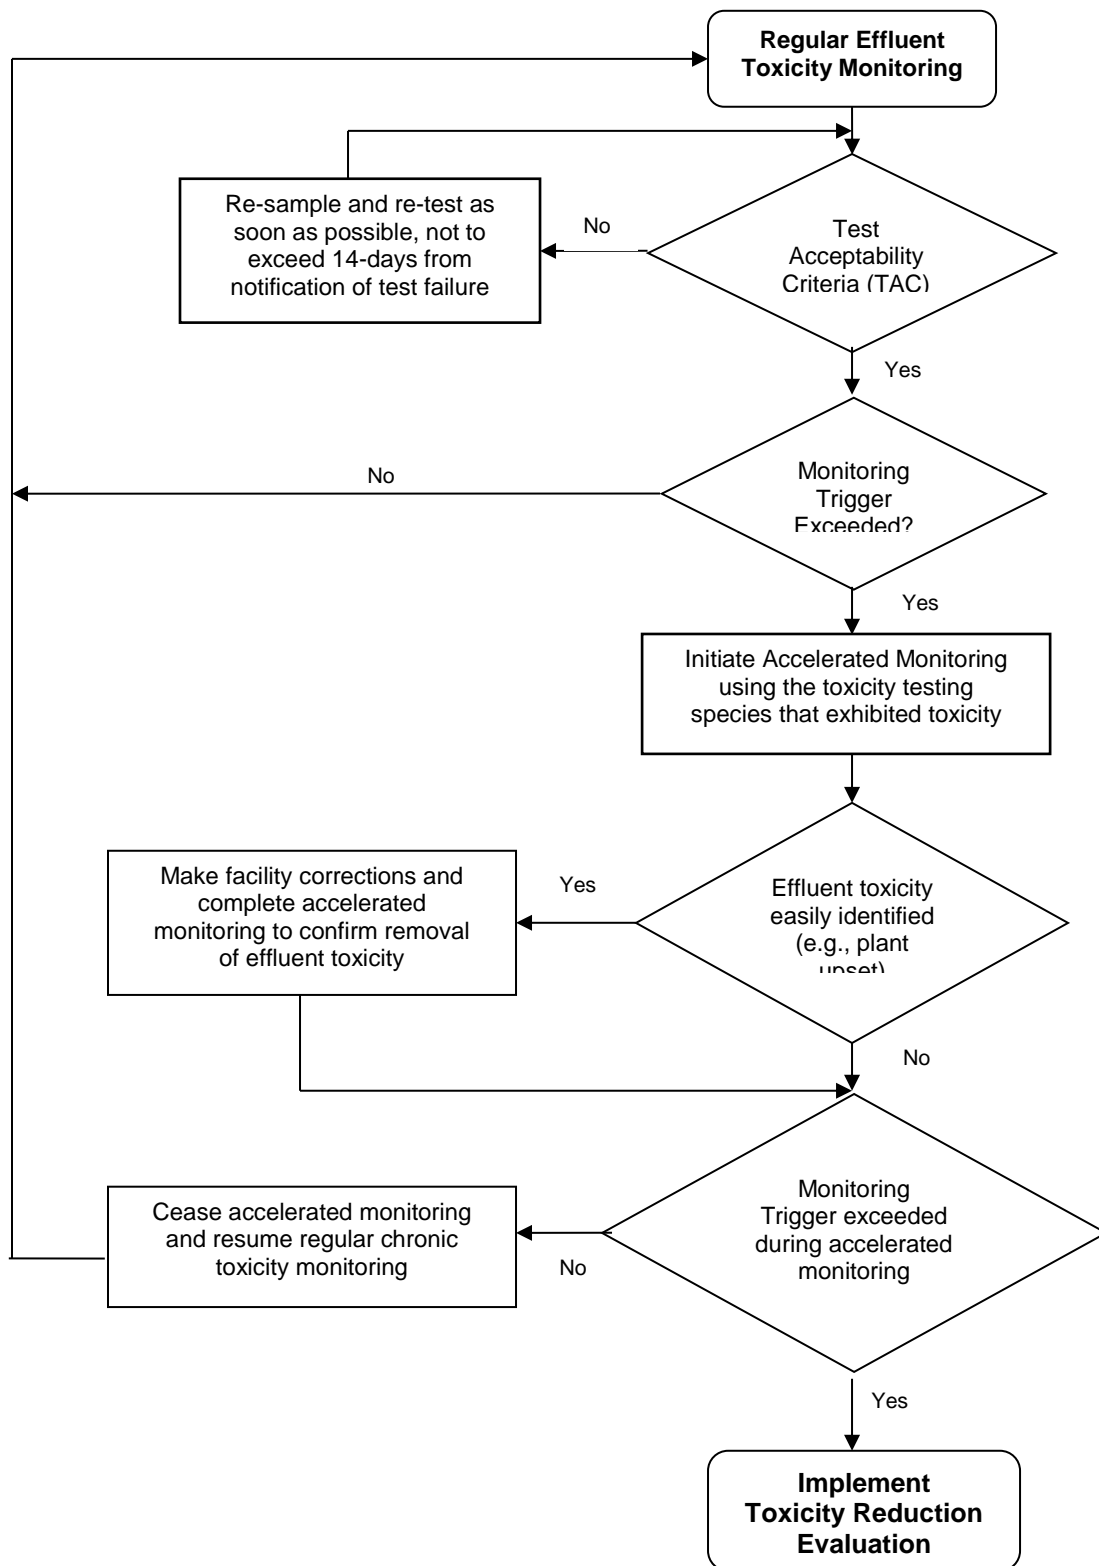 Regular Effluent
Toxicity Monitoring
Re-sample and re-test as
soon as possible, not to
exceed 14-days from
notification of test failure
No
Test
Acceptability
Criteria (TAC)
Yes
No
Monitoring
Trigger
Exceeded?
Yes
Initiate Accelerated Monitoring
using the toxicity testing
species that exhibited toxicity
Make facility corrections and
complete accelerated
monitoring to confirm removal
of effluent toxicity
Yes
Effluent toxicity
easily identified
(e.g., plant
upset)
No
Cease accelerated monitoring
and resume regular chronic
toxicity monitoring
No
Monitoring
Trigger exceeded
during accelerated
monitoring
Yes
Implement
Toxicity Reduction
Evaluation